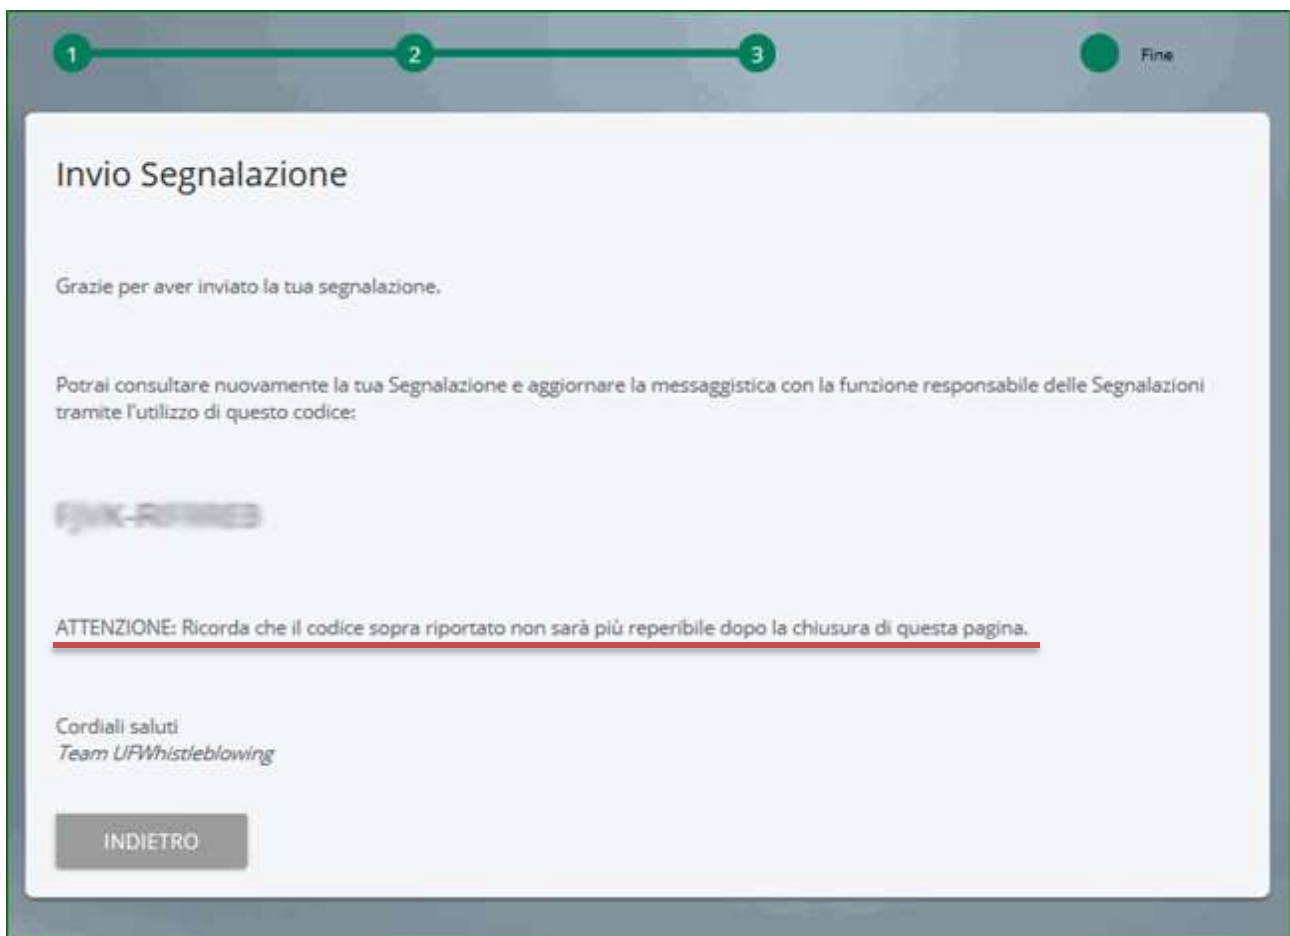 1 2 3 Fine
Invio Segnalazione
Grazie per aver inviato la tua segnalazione.
Potrai consultare nuovamente la tua Segnalazione e aggiornare la messaggistica con la funzione responsabile delle Segnalazioni
tramite l'utilizzo di questo codice:
ATTENZIONE: Ricorda che il codice sopra riportato non sarà più reperibile dopo la chiusura di questa pagina.
Cordiali saluti
Team UFWhistleblowing
INDIETRO